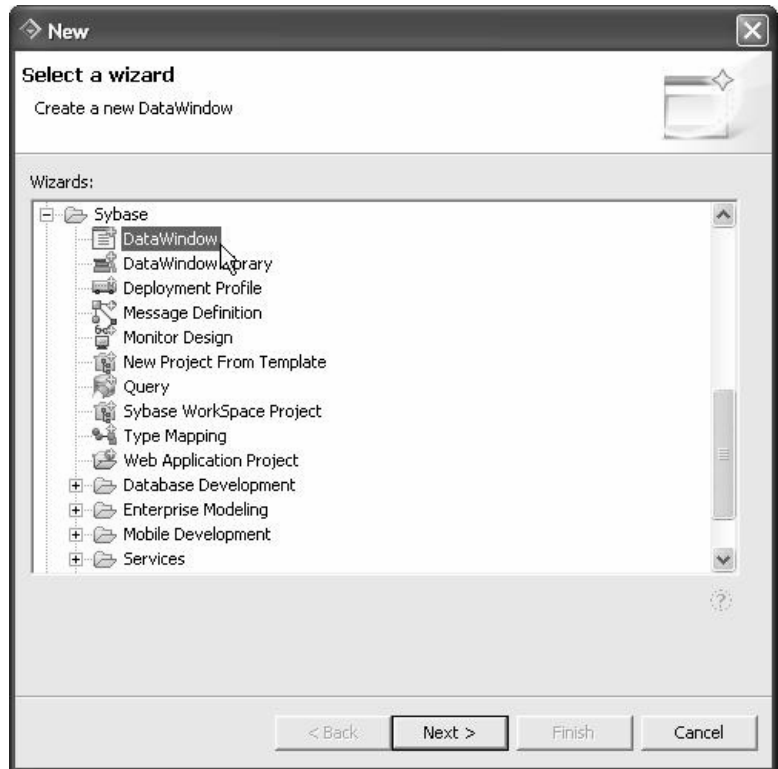 New
Select a wizard
Create a new DataWindow
Wizards:
Sybase
DataWindow
DataWindow Library
Deployment Profile
Message Definition
Monitor Design
New Project From Template
Query
Sybase WorkSpace Project
Type Mapping
Web Application Project
Database Development
Enterprise Modeling
Mobile Development
Services
< Back Next > Finish Cancel